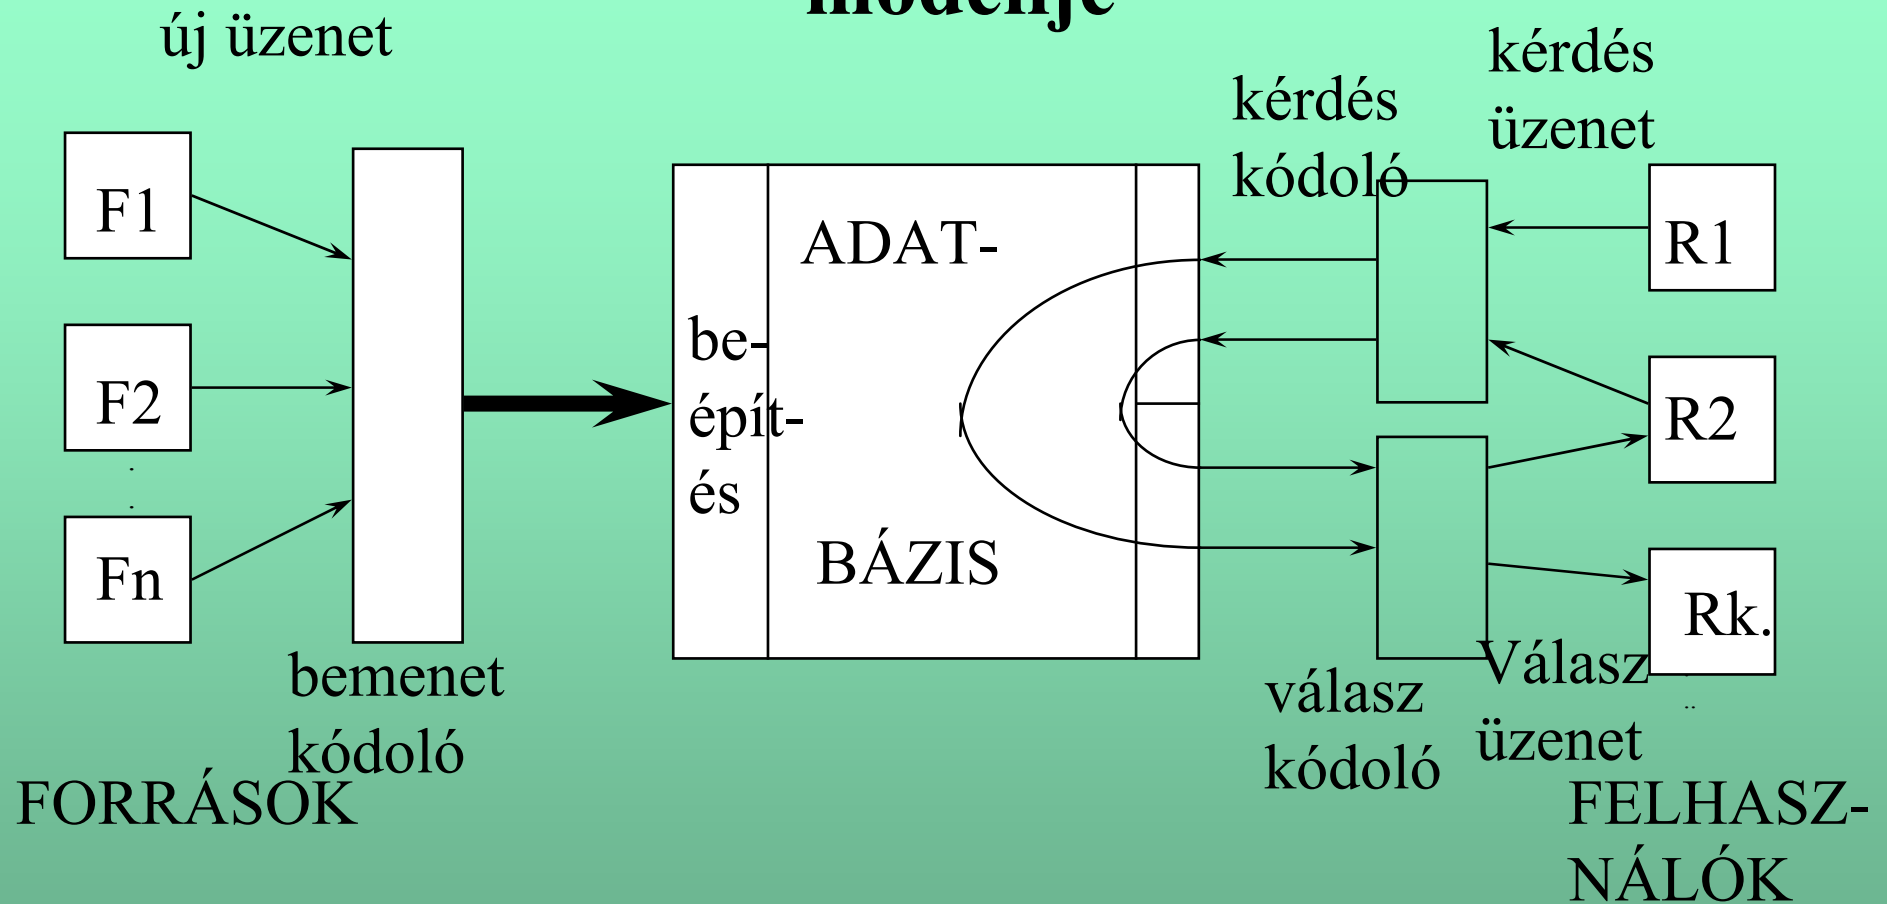 modellje
új üzenet
F1
F2
.
.
Fn
bemenet
kódoló
FORRÁSOK
be-
épít-
és
ADAT-
BÁZIS
kérdés
kódoló
kérdés
üzenet
R1
R2
Rk.
válasz
kódoló
Válasz
üzenet
FELHASZ-
NÁLÓK